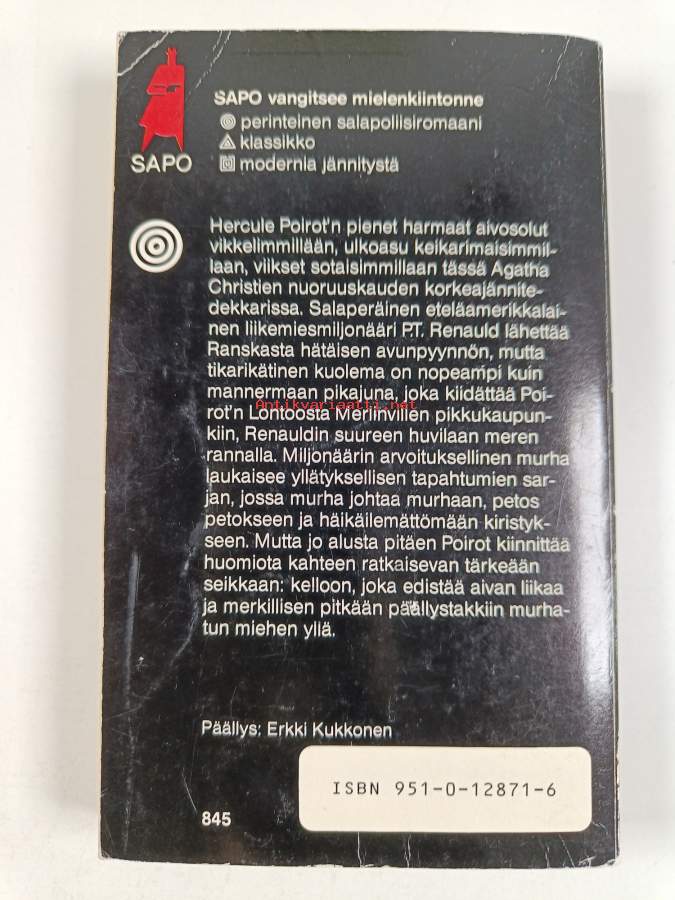 SAPO
SAPO vangitsee mielenkiintonne
perinteinen salapoliisiromaani
klassikko
modernia jännitystä
Hercule Poirot'n pienet harmaat aivosolut
vikkelimmillään, ulkoasu keikarimaisimmil-
laan, viikset sotaisimmillaan tässä Agatha
Christien nuoruuskauden korkeajännite-
dekkarissa. Salaperäinen eteläamerikkalai-
nen liikemiesmiljonääri P.T. Renauld lähettää
Ranskasta hätäisen avunpyynnön, mutta
tikarikätinen kuolema on nopeampi kuin
mannermaan pikajuna, joka kiidättää Poi-
Antikvariaatti.net
rot'n Lontoosta Merlinvillen pikkukaupun-
kiin, Renauldin suureen huvilaan meren
rannalla. Miljonäärin arvoituksellinen murha
laukaisee yllätyksellisen tapahtumien sar-
jan, jossa murha johtaa murhaan, petos
petokseen ja häikäilemättömään kiristyk-
seen. Mutta jo alusta pitäen Poirot kiinnittää
huomiota kahteen ratkaisevan tärkeään
seikkaan: kelloon, joka edistää aivan liikaa
ja merkillisen pitkään päällystakkiin murha-
tun miehen yllä.
Päällys: Erkki Kukkonen
ISBN 951-0-12871-6
845